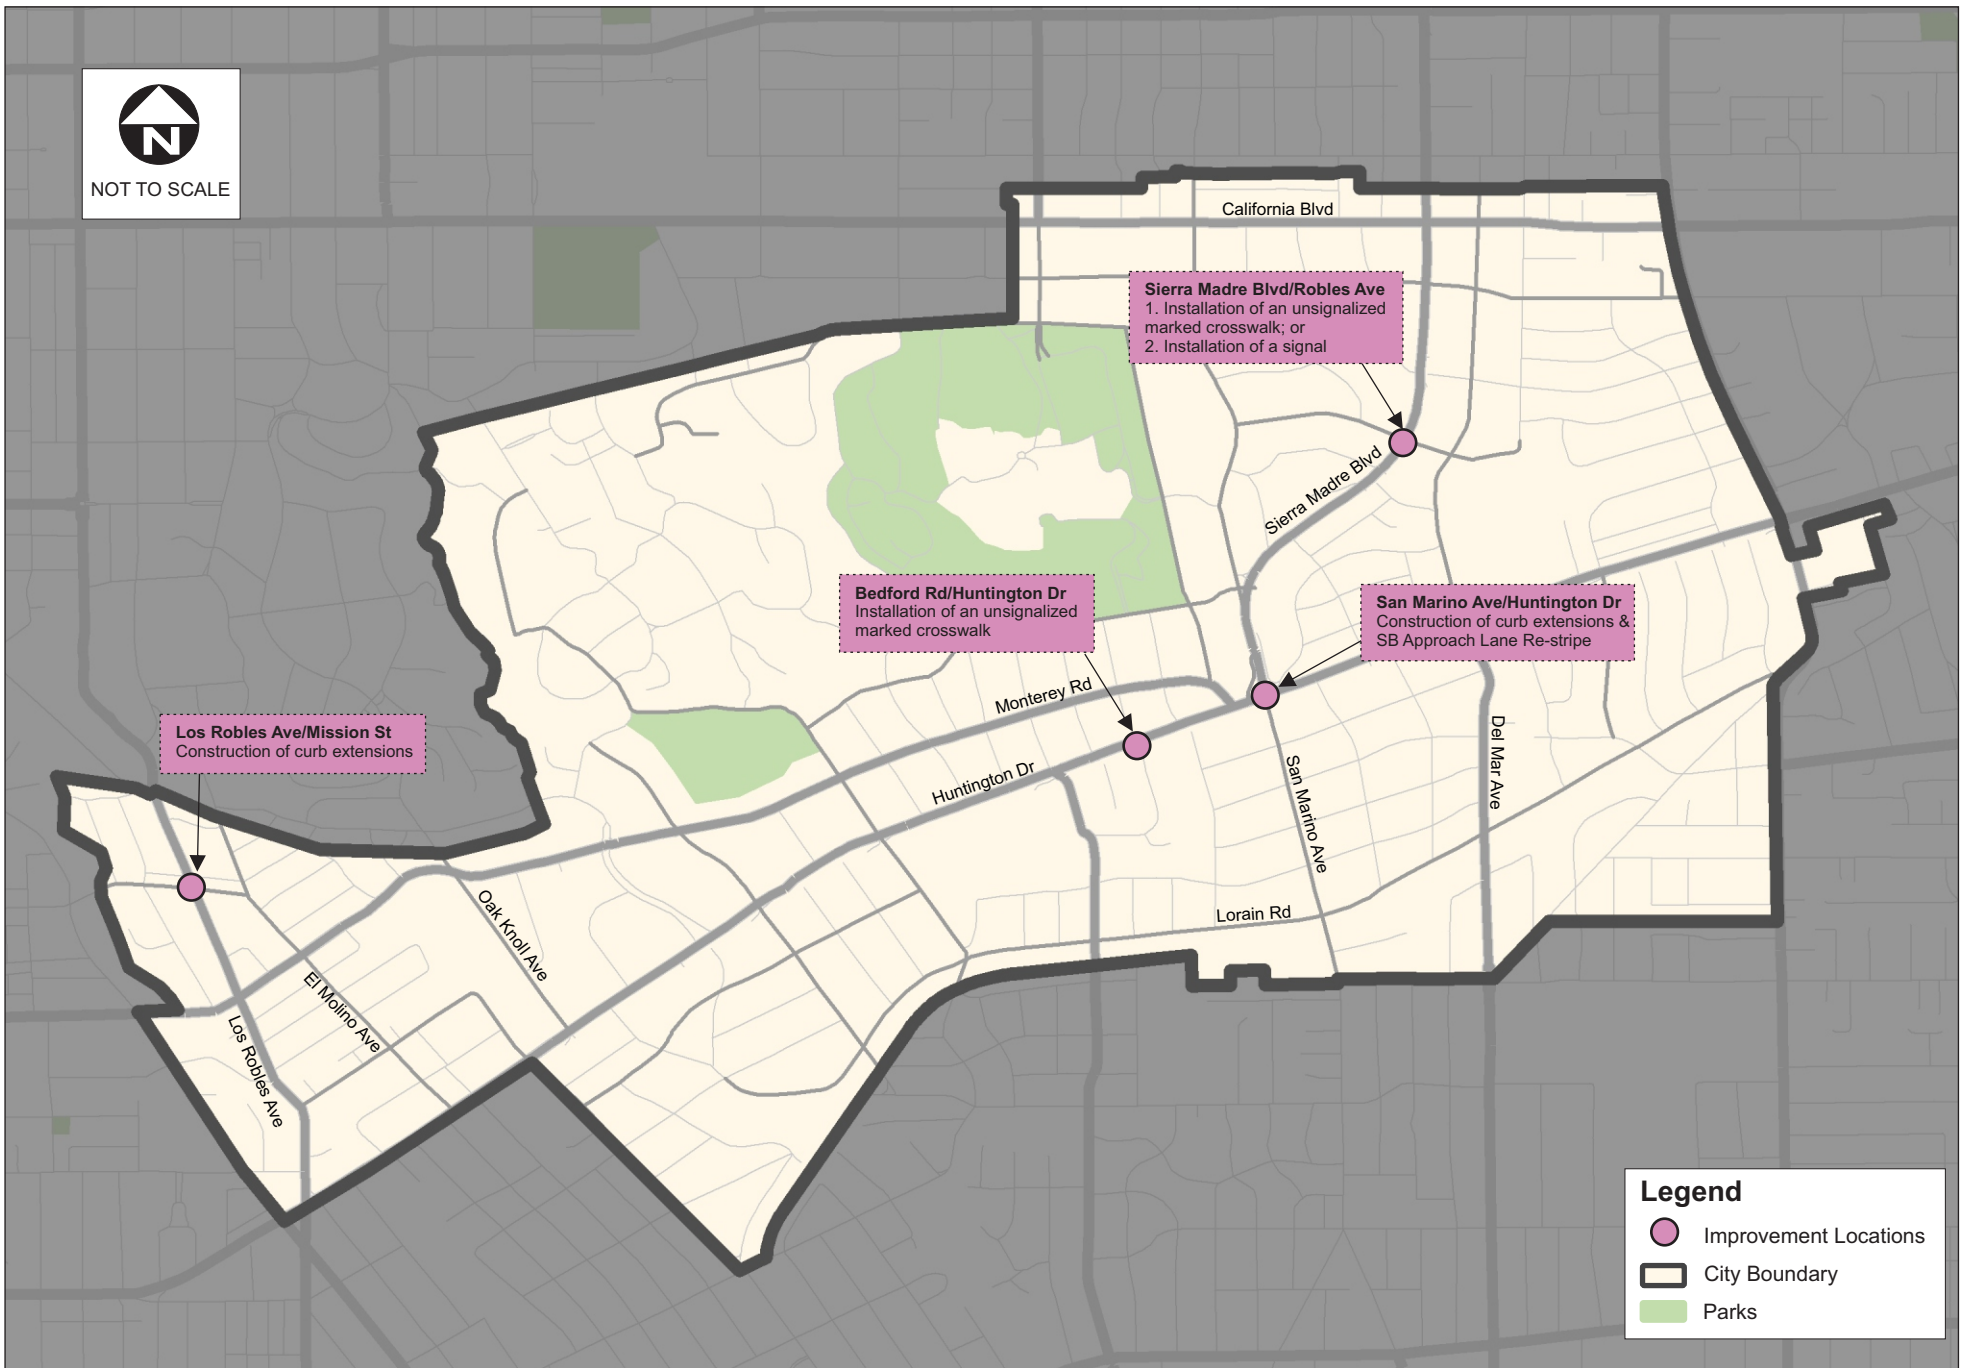 N
NOT TO SCALE
California Blvd
Sierra Madre Blvd/Robles Ave
1. Installation of an unsignalized
marked crosswalk; or
2. Installation of a signal
Sierra Madre Blvd
Bedford Rd/Huntington Dr
Installation of an unsignalized
marked crosswalk
San Marino Ave/Huntington Dr
Construction of curb extensions &
SB Approach Lane Re-stripe
Monterey Rd
Los Robles Ave/Mission St
Construction of curb extensions
Huntington Dr
Del Mar Ave
San Marino Ave
Oak Knoll Ave
Lorain Rd
El Molino Ave
Los Robles Ave
Legend
Improvement Locations
City Boundary
Parks